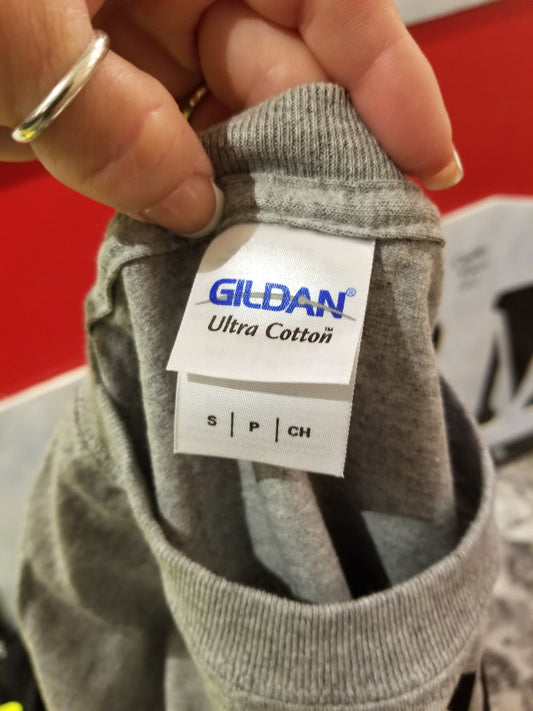 GILDAN®
Ultra Cotton™
S | P | CH